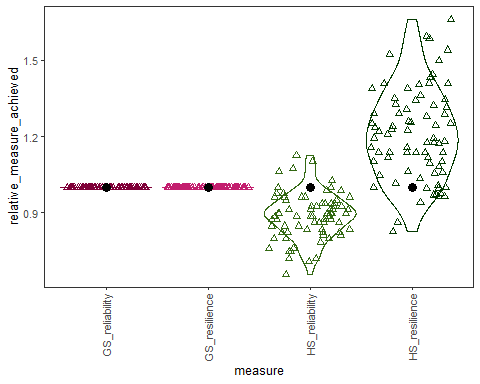 relative_measure_achieved
1.5
1.2
0.9
GS_reliability
GS_resilience
HS_reliability
HS_resilience
measure